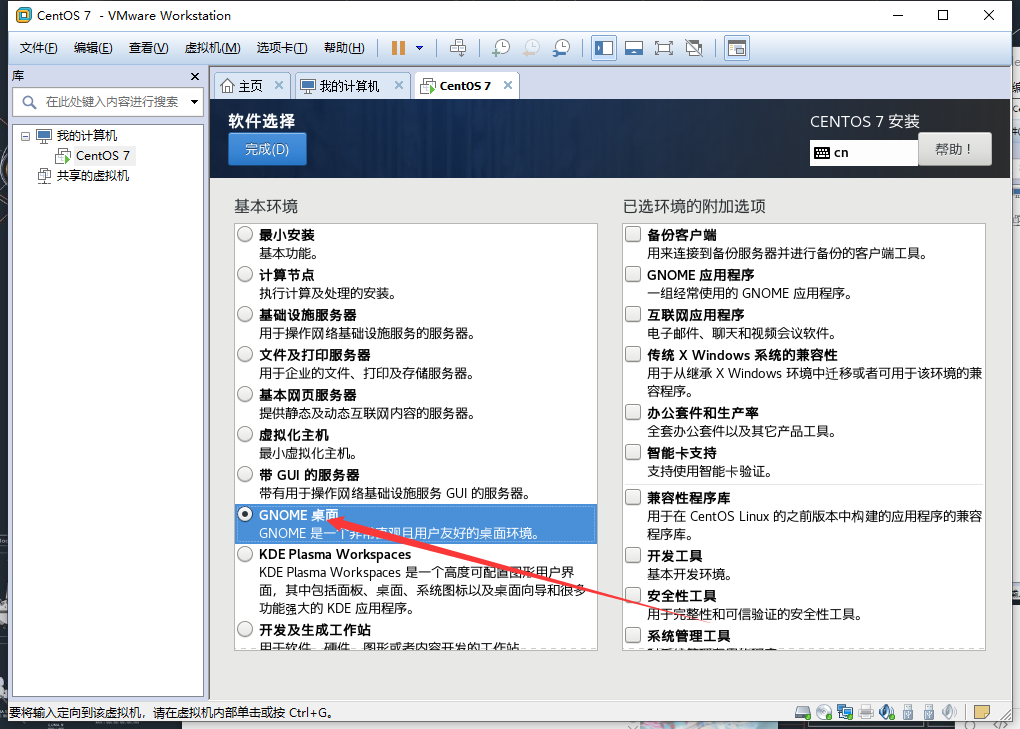 CentOS 7 - VMware Workstation
文件(F) 编辑(E) 查看(V) 虚拟机(M) 选项卡(T) 帮助(H)
库
在此处键入内容进行搜索
我的计算机
CentOS 7
共享的虚拟机
主页 我的计算机 CentOS 7
软件选择
完成(D)
CENTOS 7 安装
cn
帮助！
基本环境
最小安装
基本功能。
计算节点
执行计算及处理的安装。
基础设施服务器
用于操作网络基础设施服务的服务器。
文件及打印服务器
用于企业的文件、打印及存储服务器。
基本网页服务器
提供静态及动态互联网内容的服务器。
虚拟化主机
最小虚拟化主机。
带 GUI 的服务器
带有用于操作网络基础设施服务 GUI 的服务器。
GNOME 桌面
GNOME 是一个非常直观且用户友好的桌面环境。
KDE Plasma Workspaces
KDE Plasma Workspaces 是一个高度可配置图形用户界
面，其中包括面板、桌面、系统图标以及桌面向导和很多
功能强大的 KDE 应用程序。
开发及生成工作站
用于软件、硬件、图形或者内容开发的工作站
已选环境的附加选项
备份客户端
用来连接到备份服务器并进行备份的客户端工具。
GNOME 应用程序
一组经常使用的 GNOME 应用程序。
互联网应用程序
电子邮件、聊天和视频会议软件。
传统 X Windows 系统的兼容性
用于从继承 X Windows 环境中迁移或者可用于该环境的兼
容程序。
办公套件和生产率
全套办公套件以及其它产品工具。
智能卡支持
支持使用智能卡验证。
兼容性程序库
用于在 CentOS Linux 的之前版本中构建的应用程序的兼容
程序库。
开发工具
基本开发环境。
安全性工具
用于完整性和可信验证的安全性工具。
系统管理工具
要将输入定向到该虚拟机，请在虚拟机内部单击或按 Ctrl+G。